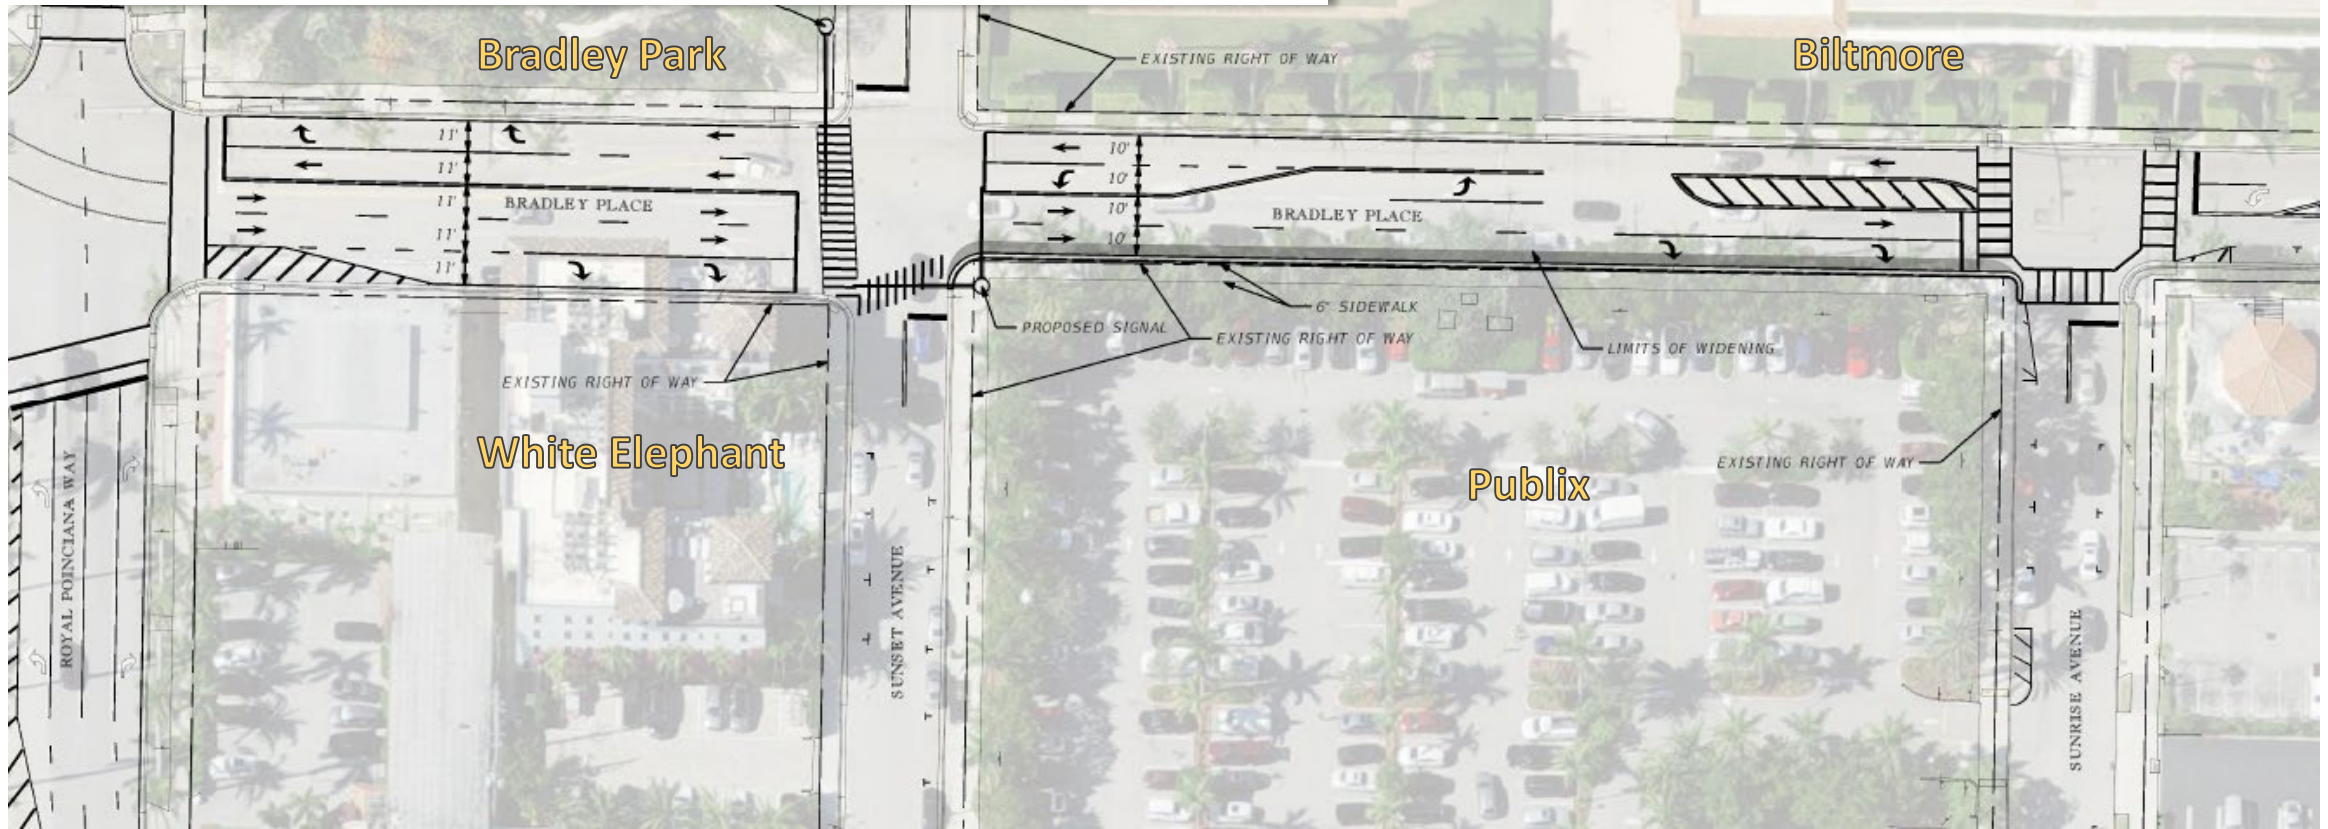 Bradley Park
Biltmore
EXISTING RIGHT OF WAY
11'
11'
11'
11'
11'
BRADLEY PLACE
10'
10'
10'
10'
BRADLEY PLACE
6' SIDEWALK
PROPOSED SIGNAL
EXISTING RIGHT OF WAY
LIMITS OF WIDENING
EXISTING RIGHT OF WAY
White Elephant
Publix
EXISTING RIGHT OF WAY
ROYAL POINCIANA WAY
SUNSET AVENUE
SUNRISE AVENUE